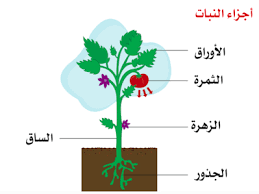 أجزاء النبات
الأوراق
الثمرة
الزهرة
الساق
الجذور